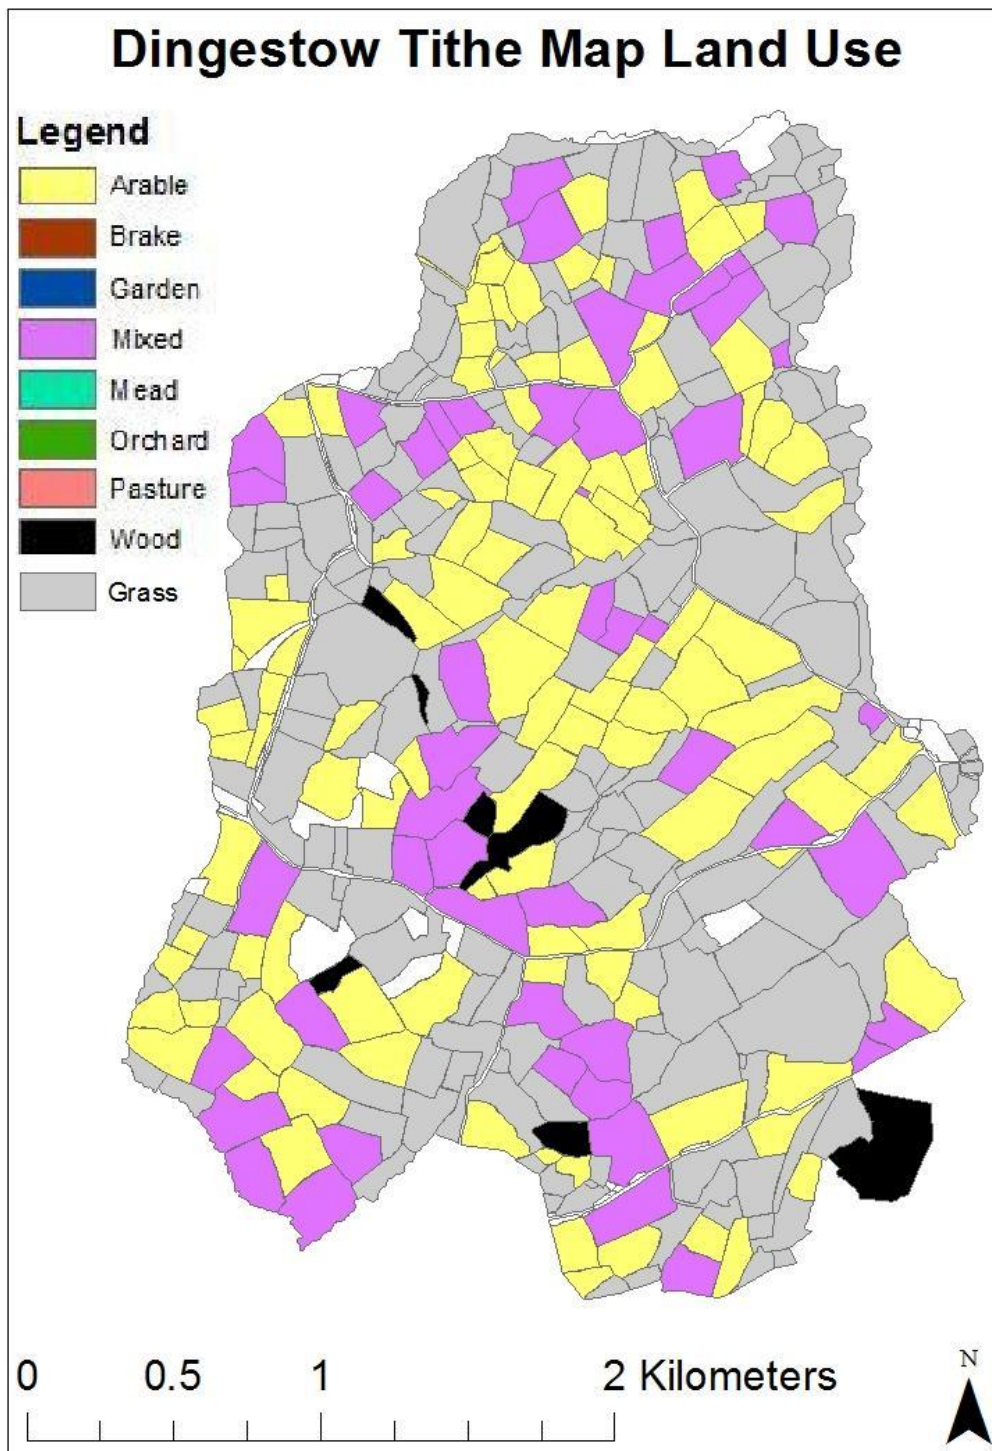 Dingestow Tithe Map Land Use
Legend
Arable
Brake
Garden
Mixed
Mead
Orchard
Pasture
Wood
Grass
0 0.5 1 2 Kilometers
N